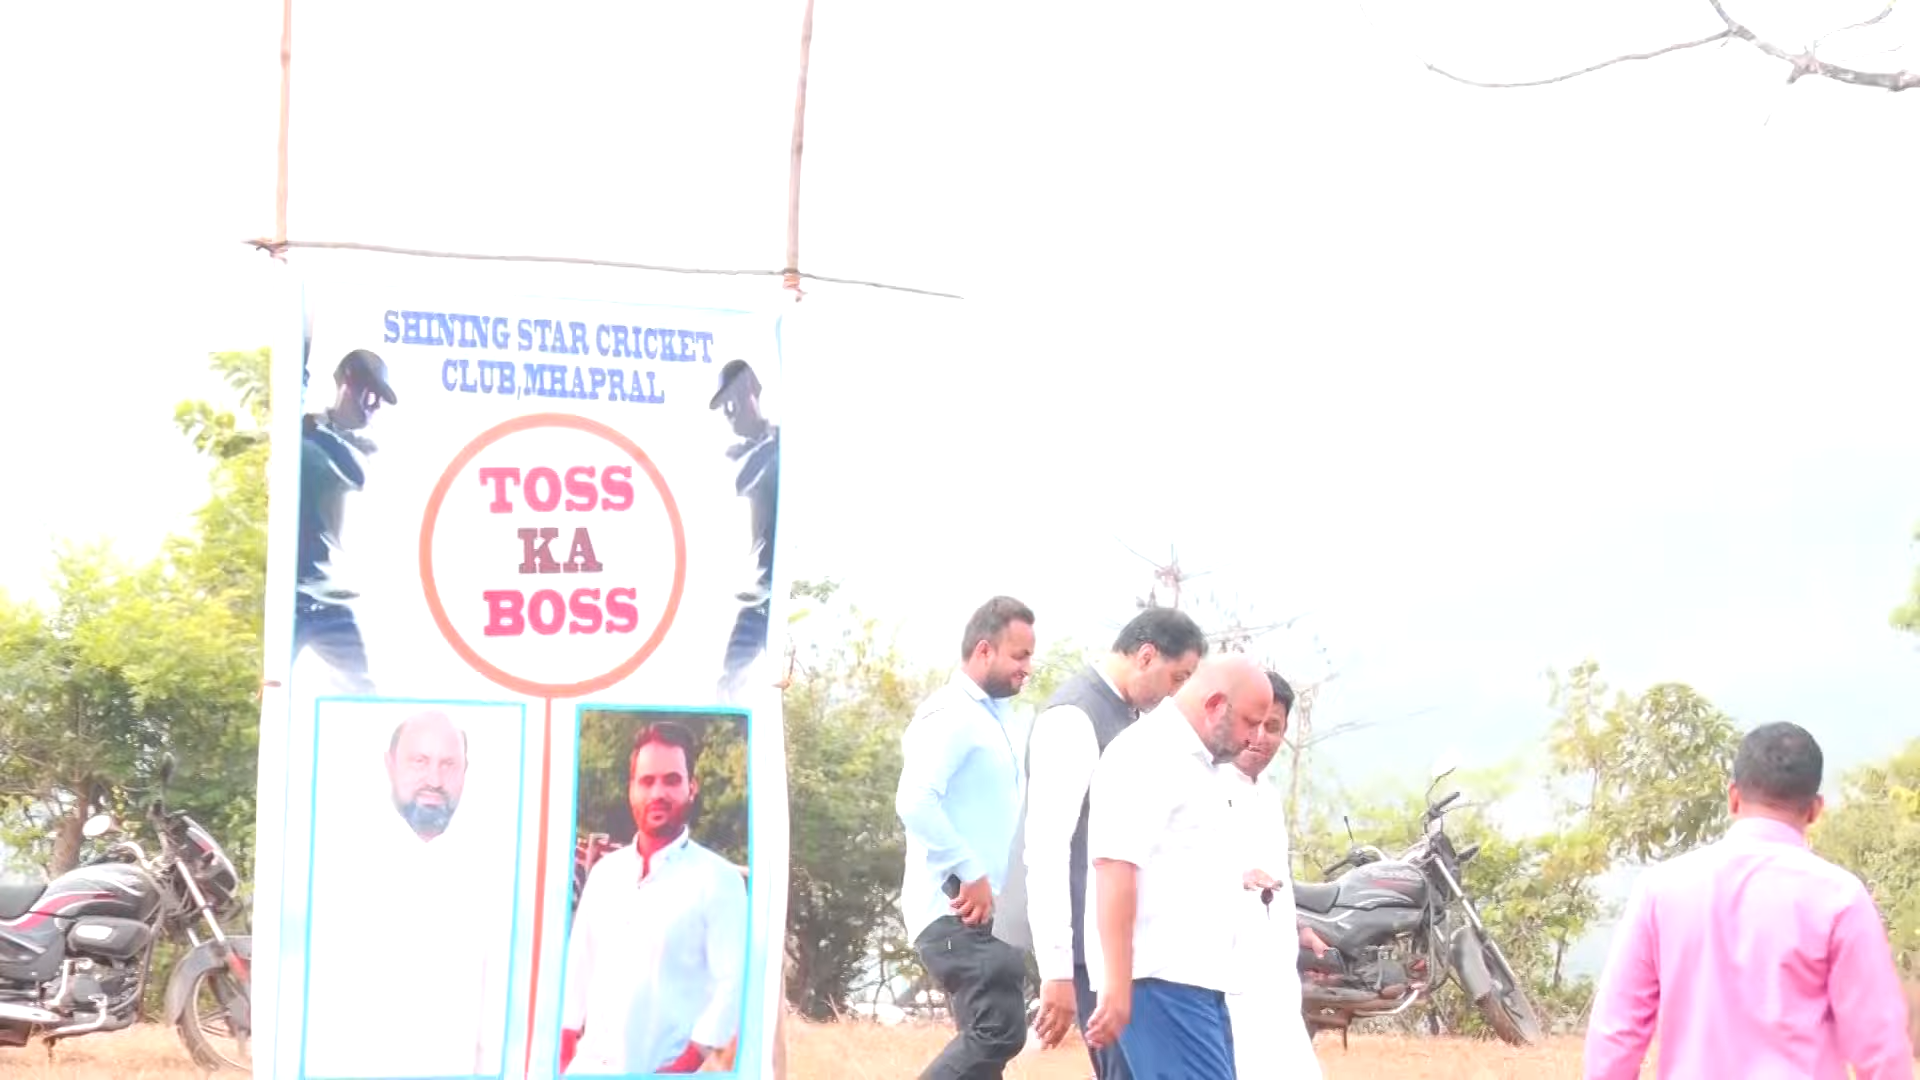 SHINING STAR CRICKET
CLUB,MHAPRAL
TOSS
KA
BOSS